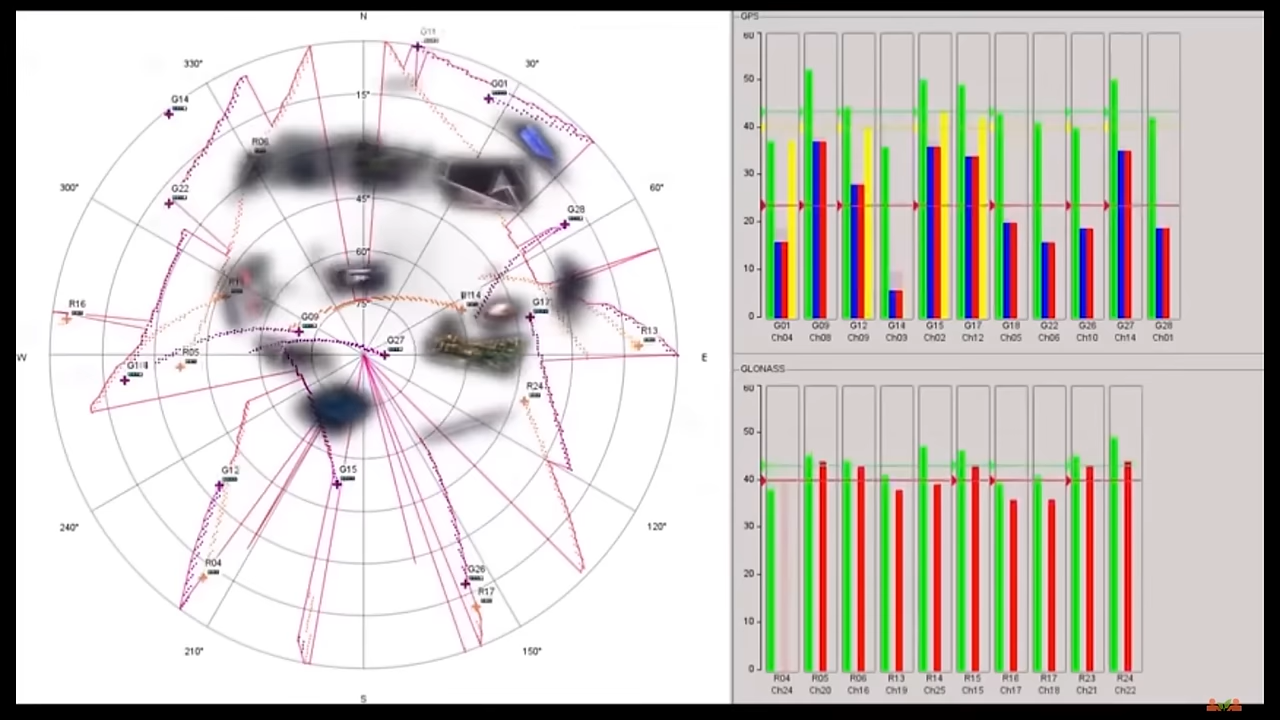 N
330°
30°
300°
60°
W
E
240°
120°
210°
150°
S
15°
45°
60°
75°
G11
G01
G14
R06
G22
G28
R16
G17
R13
G09
G27
R05
R24
G12
G15
R04
G26
R17
GPS
60
50
40
30
20
10
0
G01 G09 G12 G14 G15 G17 G18 G22 G26 G27 G28
Ch04 Ch08 Ch09 Ch03 Ch02 Ch12 Ch05 Ch06 Ch18 Ch14 Ch01
GLONASS
60
50
40
30
20
10
0
R04 R05 R06 R13 R14 R15 R16 R17 R23 R24
Ch24 Ch20 Ch16 Ch19 Ch25 Ch15 Ch17 Ch18 Ch21 Ch22